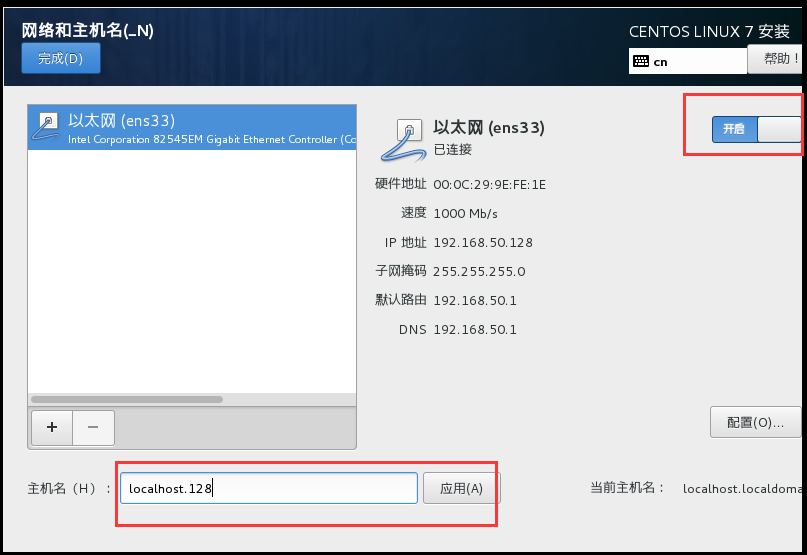 网络和主机名(_N)
CENTOS LINUX 7 安装
完成(D)
cn
帮助!
以太网 (ens33)
Intel Corporation 82545EM Gigabit Ethernet Controller (Co
以太网 (ens33)
已连接
开启
硬件地址 00:0C:29:9E:FE:1E
速度 1000 Mb/s
IP 地址 192.168.50.128
子网掩码 255.255.255.0
默认路由 192.168.50.1
DNS 192.168.50.1
+ −
配置(O)...
主机名(H): localhost.128 应用(A)
当前主机名: localhost.localdoma